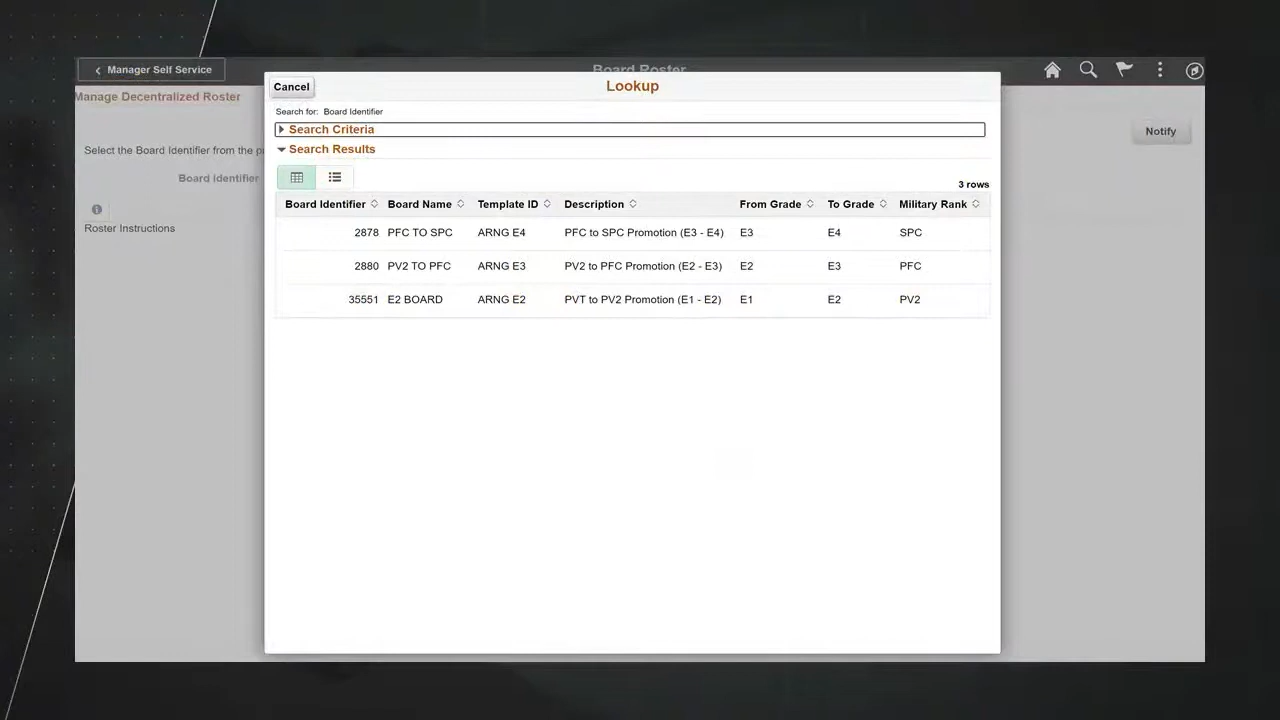 Manager Self Service
Board Roster
Manage Decentralized Roster
Notify
Select the Board Identifier from the p
Board Identifier
Roster Instructions
Cancel
Lookup
Search for: Board Identifier
Search Criteria
Search Results
3 rows
Board Identifier Board Name Template ID Description From Grade To Grade Military Rank
2878 PFC TO SPC ARNG E4 PFC to SPC Promotion (E3 - E4) E3 E4 SPC
2880 PV2 TO PFC ARNG E3 PV2 to PFC Promotion (E2 - E3) E2 E3 PFC
35551 E2 BOARD ARNG E2 PVT to PV2 Promotion (E1 - E2) E1 E2 PV2